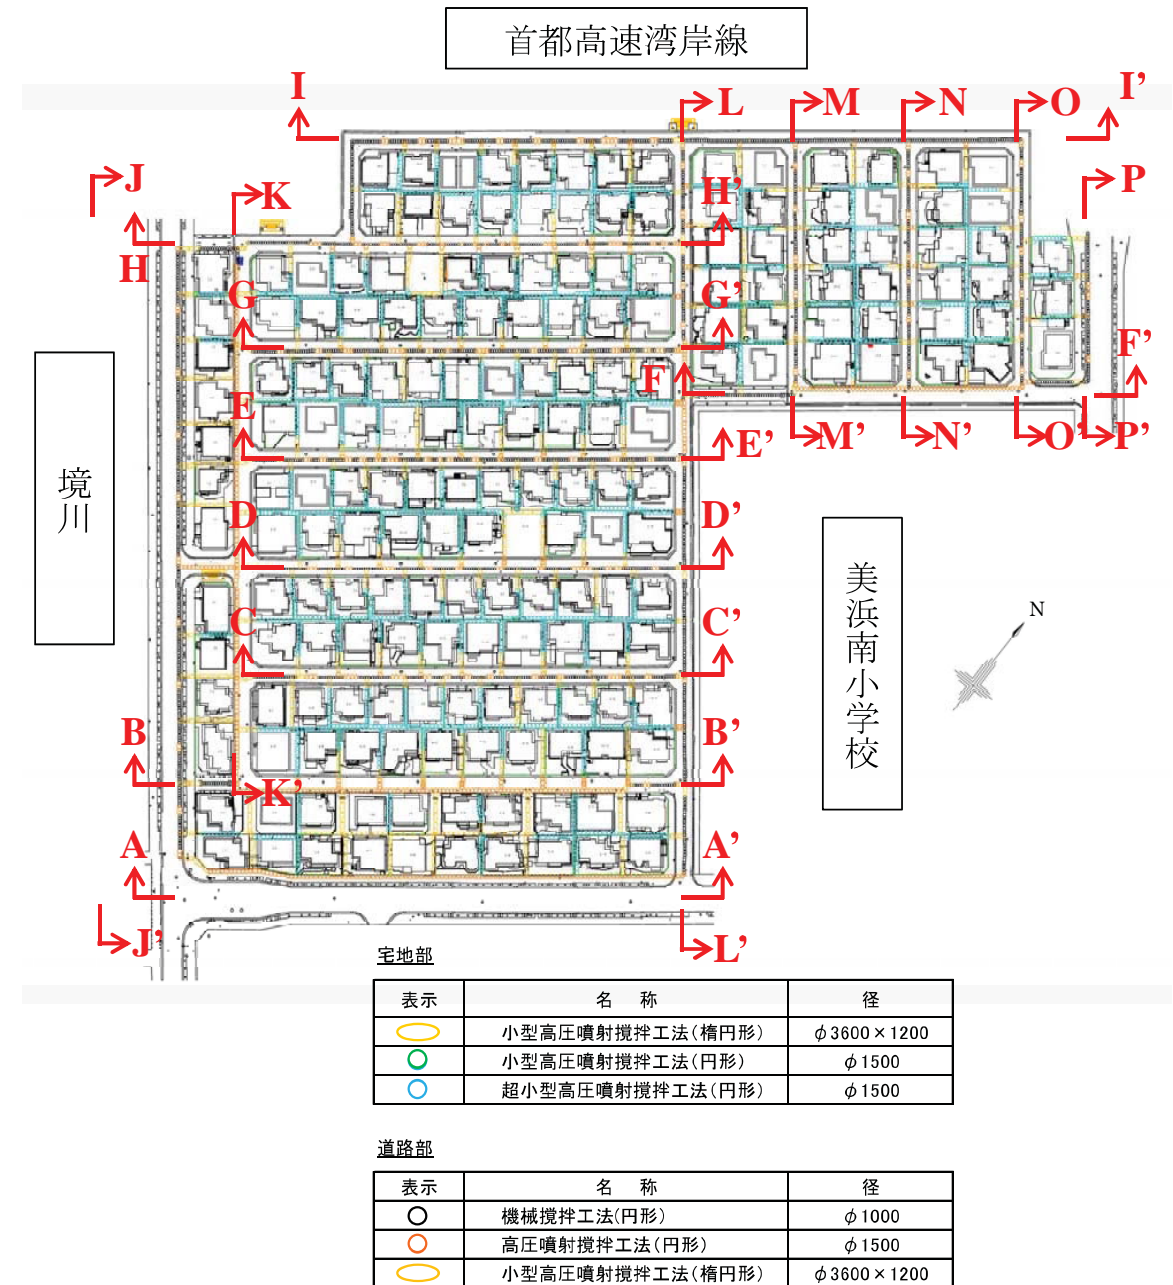 首都高速湾岸線
I
L
M
N
O
I’
J
K
H’
P
H
G
G’
F
F’
E
E’
M’
N’
O’
P’
境川
D
D’
美浜南小学校
N
C
C’
B
B’
K’
A
A’
J’
L’
宅地部
表示 名 称 径
小型高圧噴射撹拌工法(楕円形) φ3600×1200
小型高圧噴射撹拌工法(円形) φ1500
超小型高圧噴射撹拌工法(円形) φ1500
道路部
表示 名 称 径
機械撹拌工法(円形) φ1000
高圧噴射撹拌工法(円形) φ1500
小型高圧噴射撹拌工法(楕円形) φ3600×1200